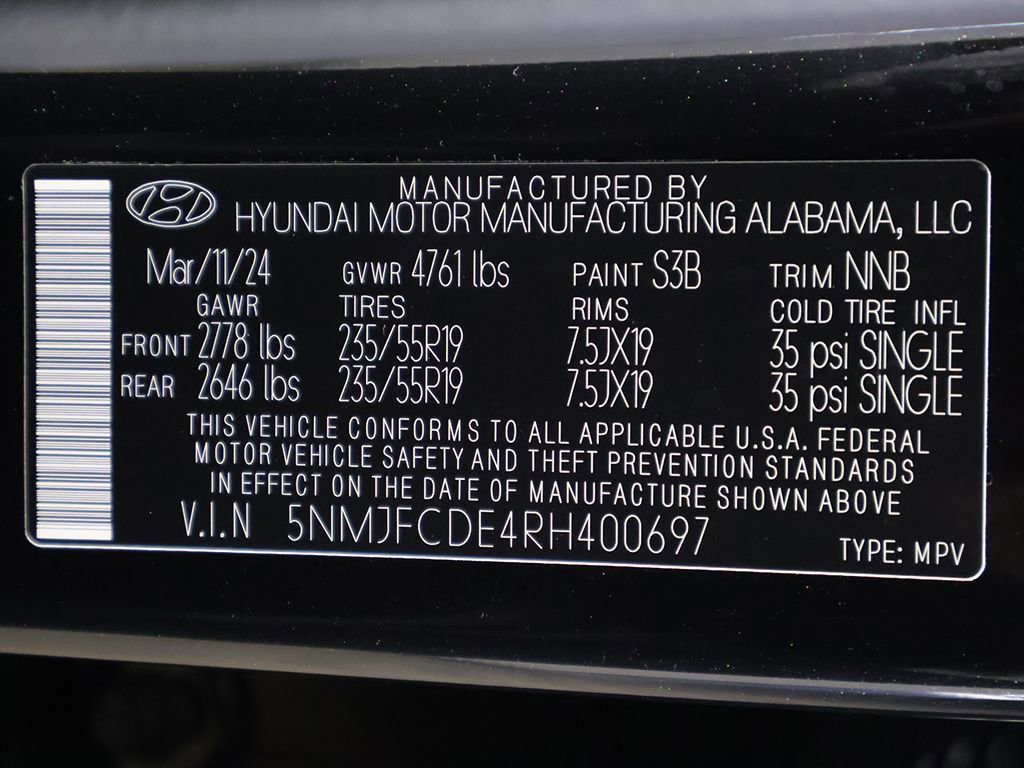 MANUFACTURED BY
HYUNDAI MOTOR MANUFACTURING ALABAMA, LLC
Mar/11/24 GVWR 4761 lbs PAINT S3B TRIM NNB
GAWR TIRES RIMS COLD TIRE INFL
FRONT 2778 lbs 235/55R19 7.5JX19 35 psi SINGLE
REAR 2646 lbs 235/55R19 7.5JX19 35 psi SINGLE
THIS VEHICLE CONFORMS TO ALL APPLICABLE U.S.A. FEDERAL
MOTOR VEHICLE SAFETY AND THEFT PREVENTION STANDARDS
IN EFFECT ON THE DATE OF MANUFACTURE SHOWN ABOVE
V.I.N 5NMJFCDE4RH400697
TYPE: MPV